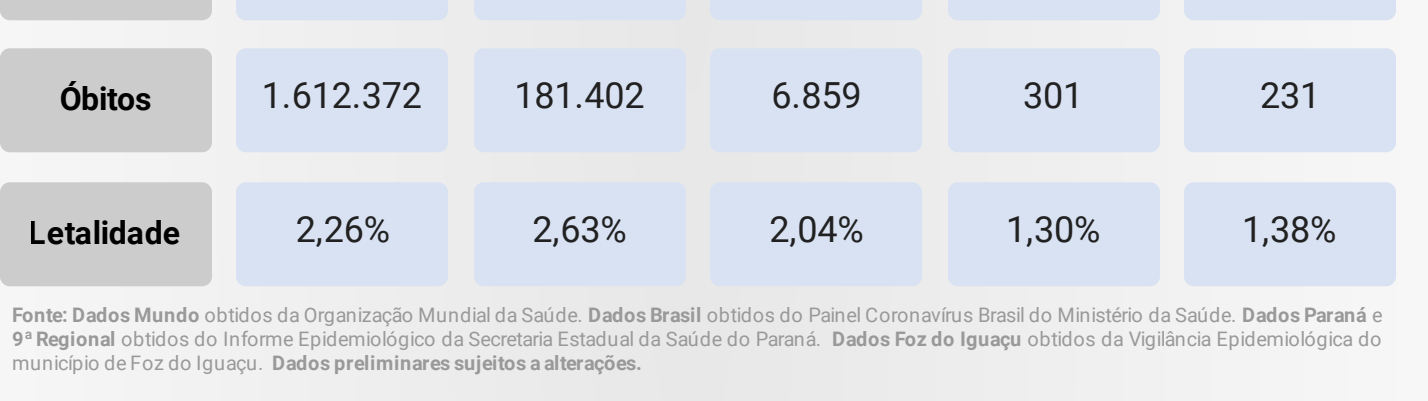 Óbitos 1.612.372 181.402 6.859 301 231
Letalidade 2,26% 2,63% 2,04% 1,30% 1,38%
Fonte: Dados Mundo obtidos da Organização Mundial da Saúde. Dados Brasil obtidos do Painel Coronavírus Brasil do Ministério da Saúde. Dados Paraná e
9ª Regional obtidos do Informe Epidemiológico da Secretaria Estadual da Saúde do Paraná. Dados Foz do Iguaçu obtidos da Vigilância Epidemiológica do
município de Foz do Iguaçu. Dados preliminares sujeitos a alterações.